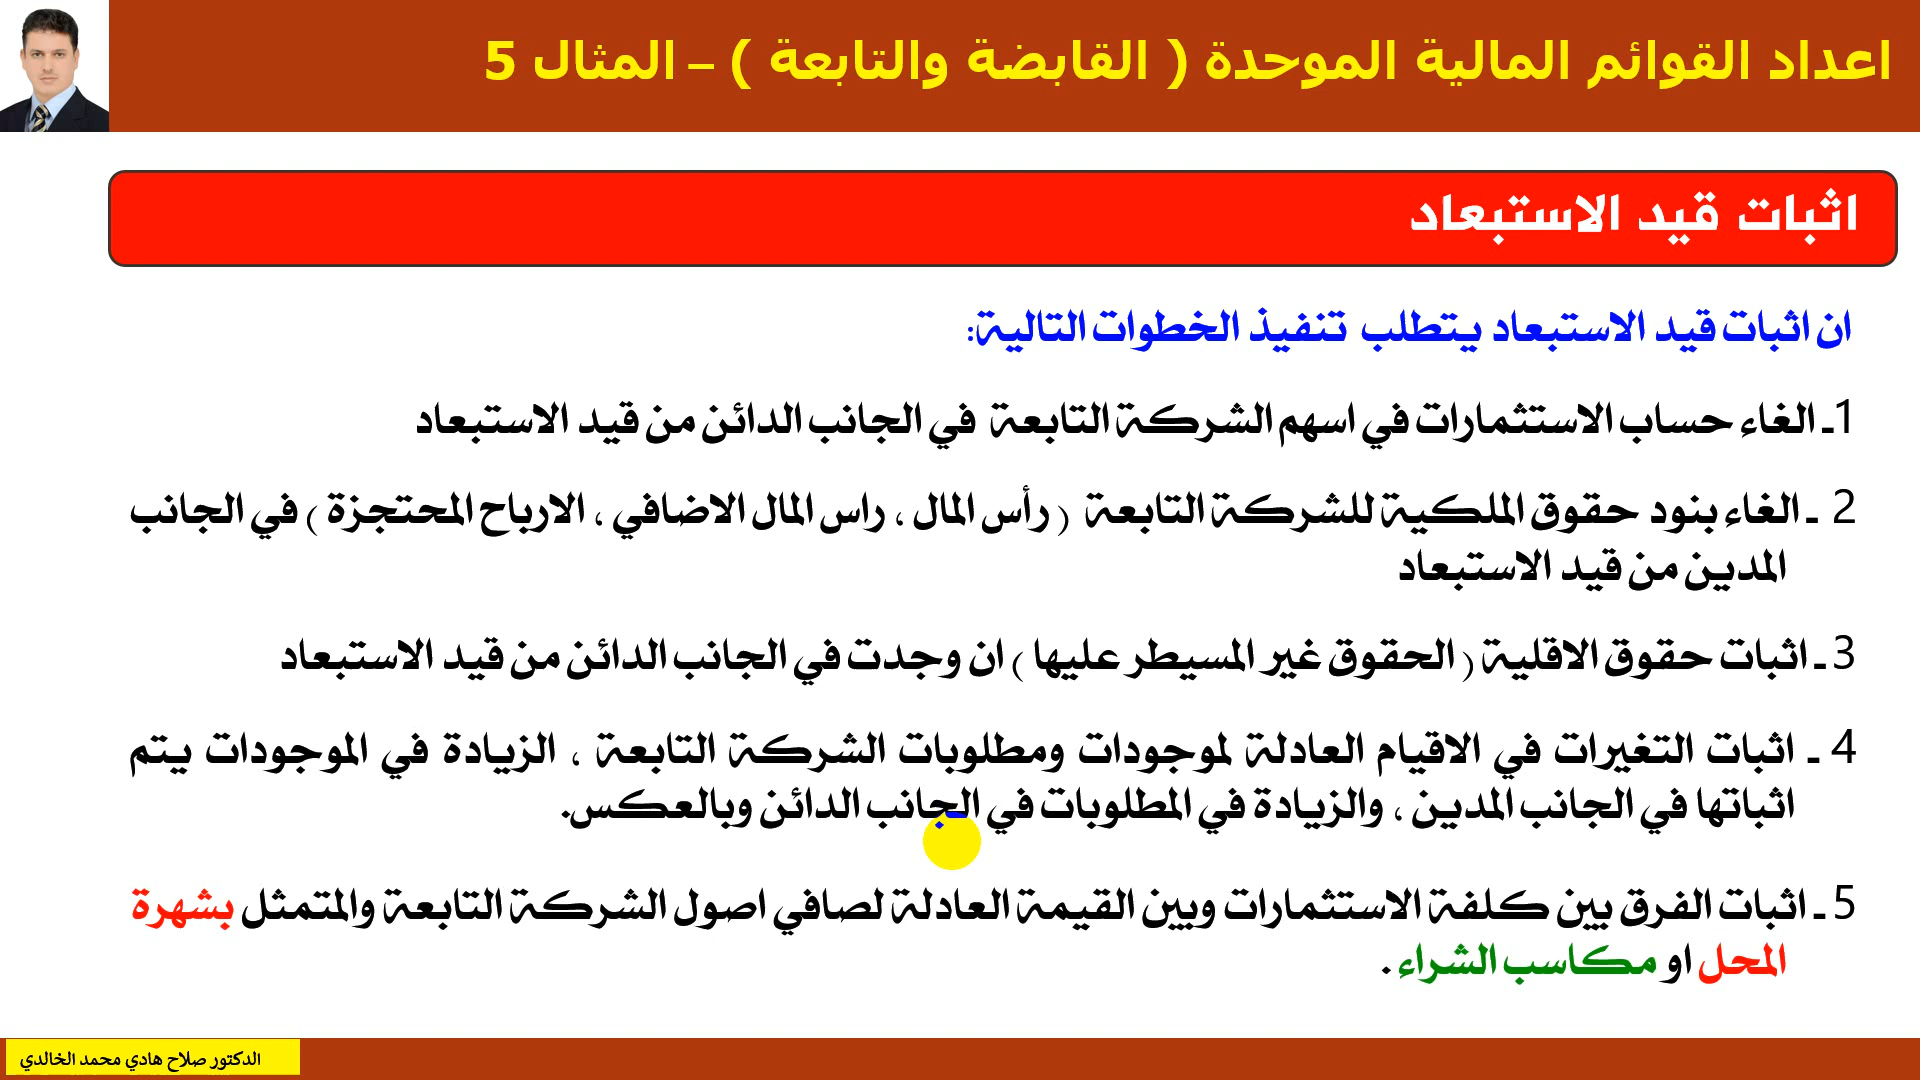 اعداد القوائم المالية الموحدة ( القابضة والتابعة ) – المثال 5
اثبات قيد الاستبعاد
ان اثبات قيد الاستبعاد يتطلب تنفيذ الخطوات التالية:
1ـ الغاء حساب الاستثمارات في اسهم الشركة التابعة في الجانب الدائن من قيد الاستبعاد
2 ـ الغاء بنود حقوق الملكية للشركة التابعة ( رأس المال ، راس المال الاضافي ، الارباح المحتجزة ) في الجانب
المدين من قيد الاستبعاد
3 ـ اثبات حقوق الاقلية ( الحقوق غير المسيطر عليها ) ان وجدت في الجانب الدائن من قيد الاستبعاد
4 ـ اثبات التغيرات في الاقيام العادلة لموجودات ومطلوبات الشركة التابعة ، الزيادة في الموجودات يتم
اثباتها في الجانب المدين ، والزيادة في المطلوبات في الجانب الدائن وبالعكس.
5 ـ اثبات الفرق بين كلفة الاستثمارات وبين القيمة العادلة لصافي اصول الشركة التابعة والمتمثل بشهرة
المحل او مكاسب الشراء .
الدكتور صلاح هادي محمد الخالدي